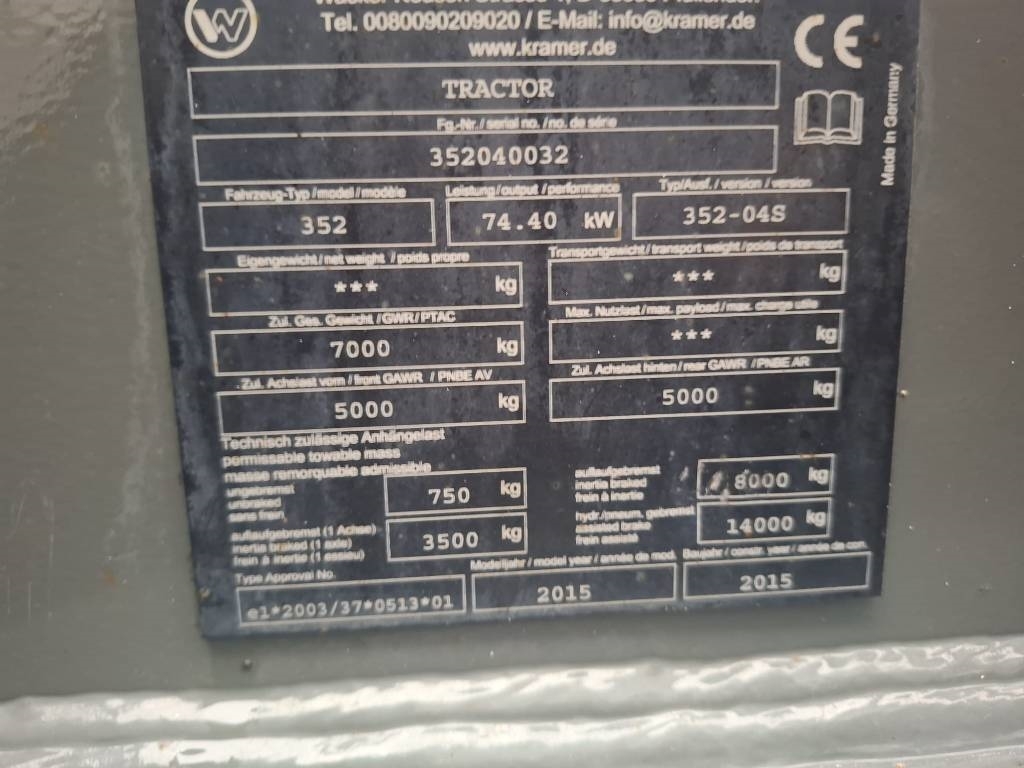 Tel. 0080090209020 / E-Mail: info@kramer.de
www.kramer.de
CE
Made in Germany
TRACTOR
Fg.-Nr./serial no./no. de série
352040032
Fahrzeug-Typ/model/modèle
Leistung/output/performance
Typ/Ausf./version/version
352
74.40 kW
352-04S
Eigengewicht/net weight/poids propre
Transportgewicht/transport weight/poids de transport
*** kg
*** kg
Zul. Ges. Gewicht/GWR/PTAC
Max. Nutzlast/max. payload/max. charge utile
7000 kg
*** kg
Zul. Achslast vorn/front GAWR /PNBE AV
Zul. Achslast hinten/rear GAWR /PNBE AR
5000 kg
5000 kg
Technisch zulässige Anhängelast
permissable towable mass
masse remorquable admissible
ungebremst
unbraked
sans frein
750 kg
auflaufgebremst
inertia braked
frein à inertie
8000 kg
auflaufgebremst (1 Achse)
inertia braked (1 axle)
frein à inertie (1 essieu)
3500 kg
hydr./pneum. gebremst
assisted brake
frein assisté
14000 kg
Type Approval No.
Modelljahr/model year/année de mod.
Baujahr/constr. year/année de con.
e1*2003/37*0513*01
2015
2015